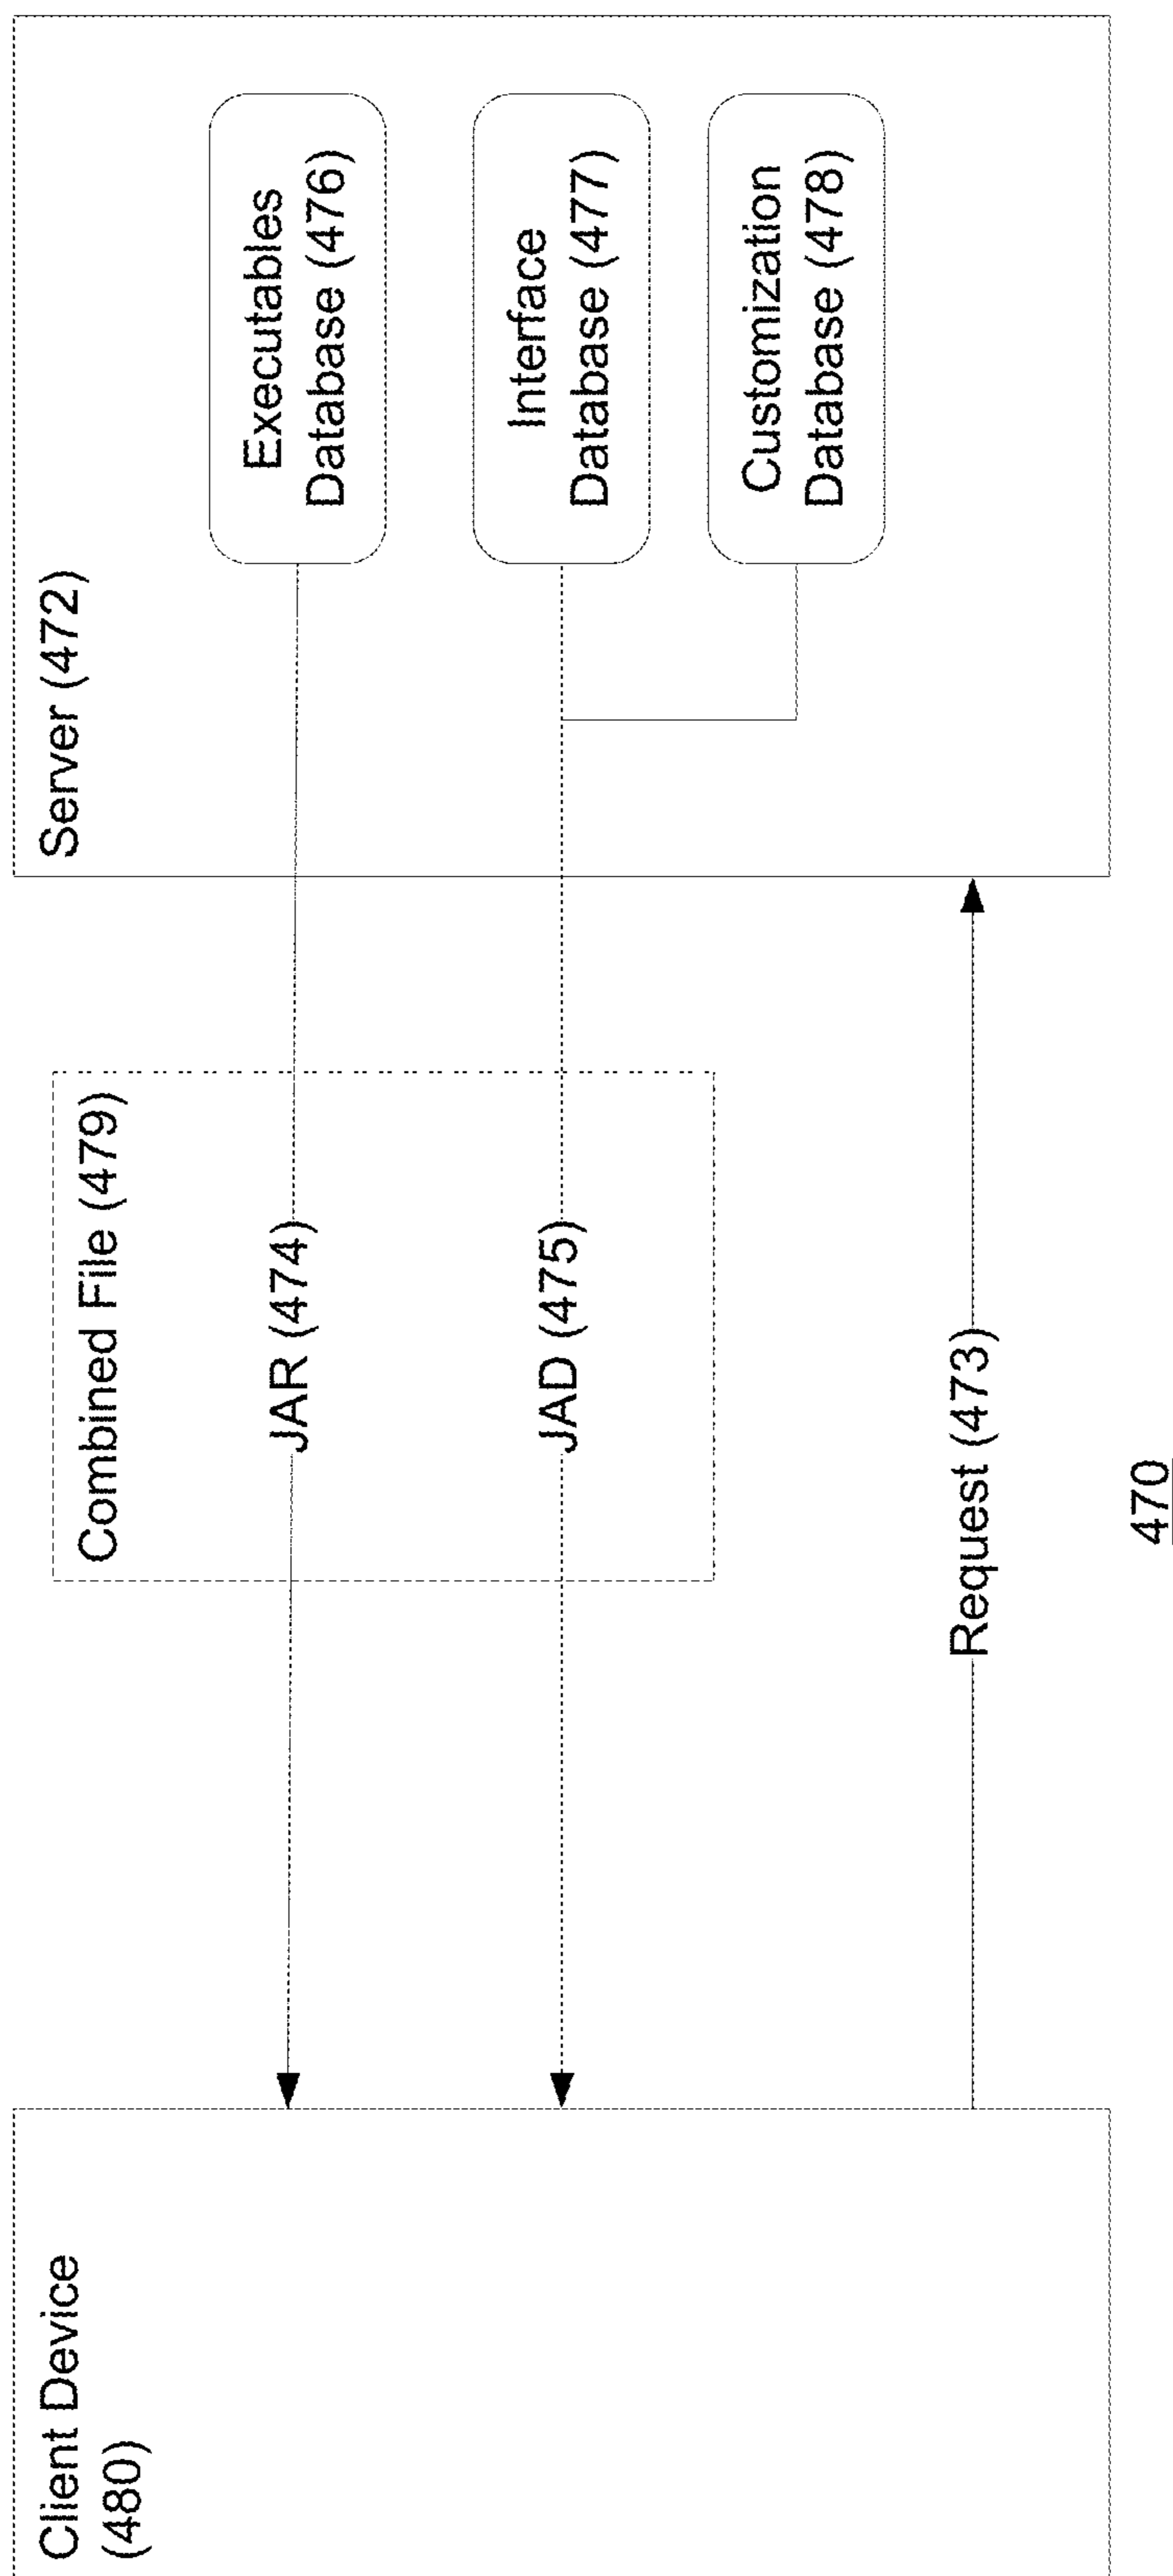 Client Device
(480)
Combined File (479)
JAR (474)
JAD (475)
Request (473)
Server (472)
Executables
Database (476)
Interface
Database (477)
Customization
Database (478)
470